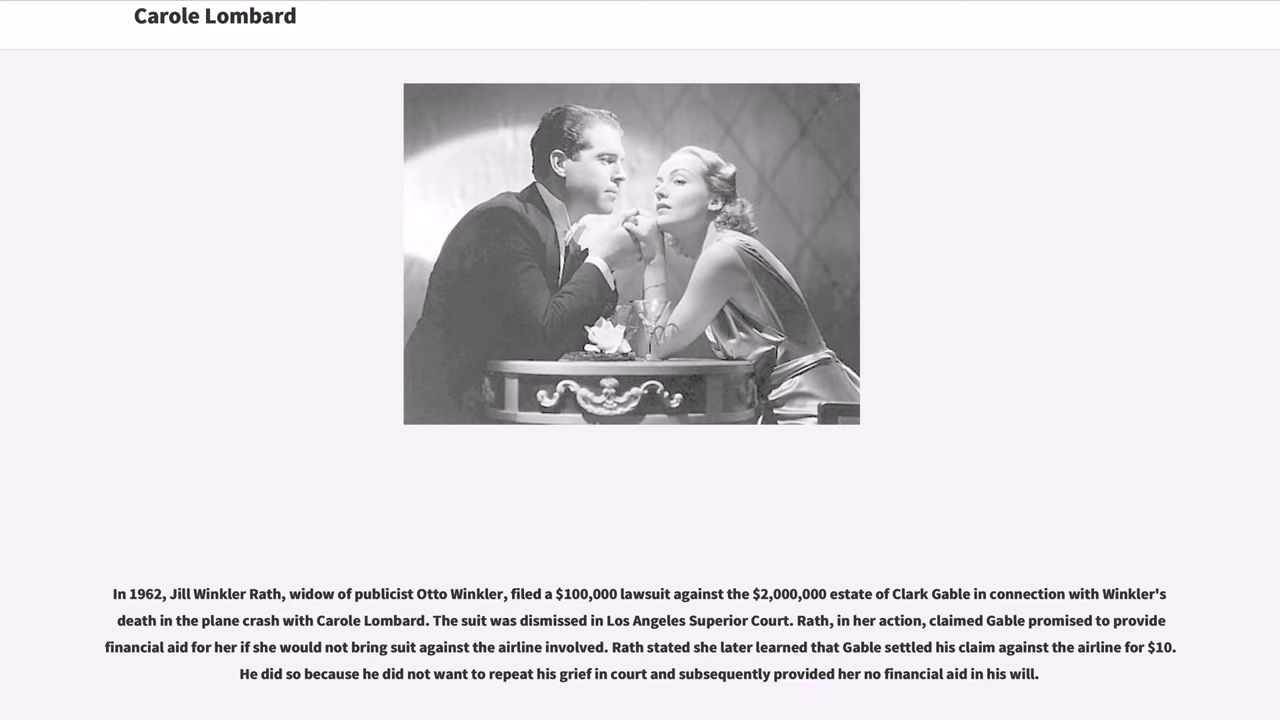 Carole Lombard
In 1962, Jill Winkler Rath, widow of publicist Otto Winkler, filed a $100,000 lawsuit against the $2,000,000 estate of Clark Gable in connection with Winkler's
death in the plane crash with Carole Lombard. The suit was dismissed in Los Angeles Superior Court. Rath, in her action, claimed Gable promised to provide
financial aid for her if she would not bring suit against the airline involved. Rath stated she later learned that Gable settled his claim against the airline for $10.
He did so because he did not want to repeat his grief in court and subsequently provided her no financial aid in his will.